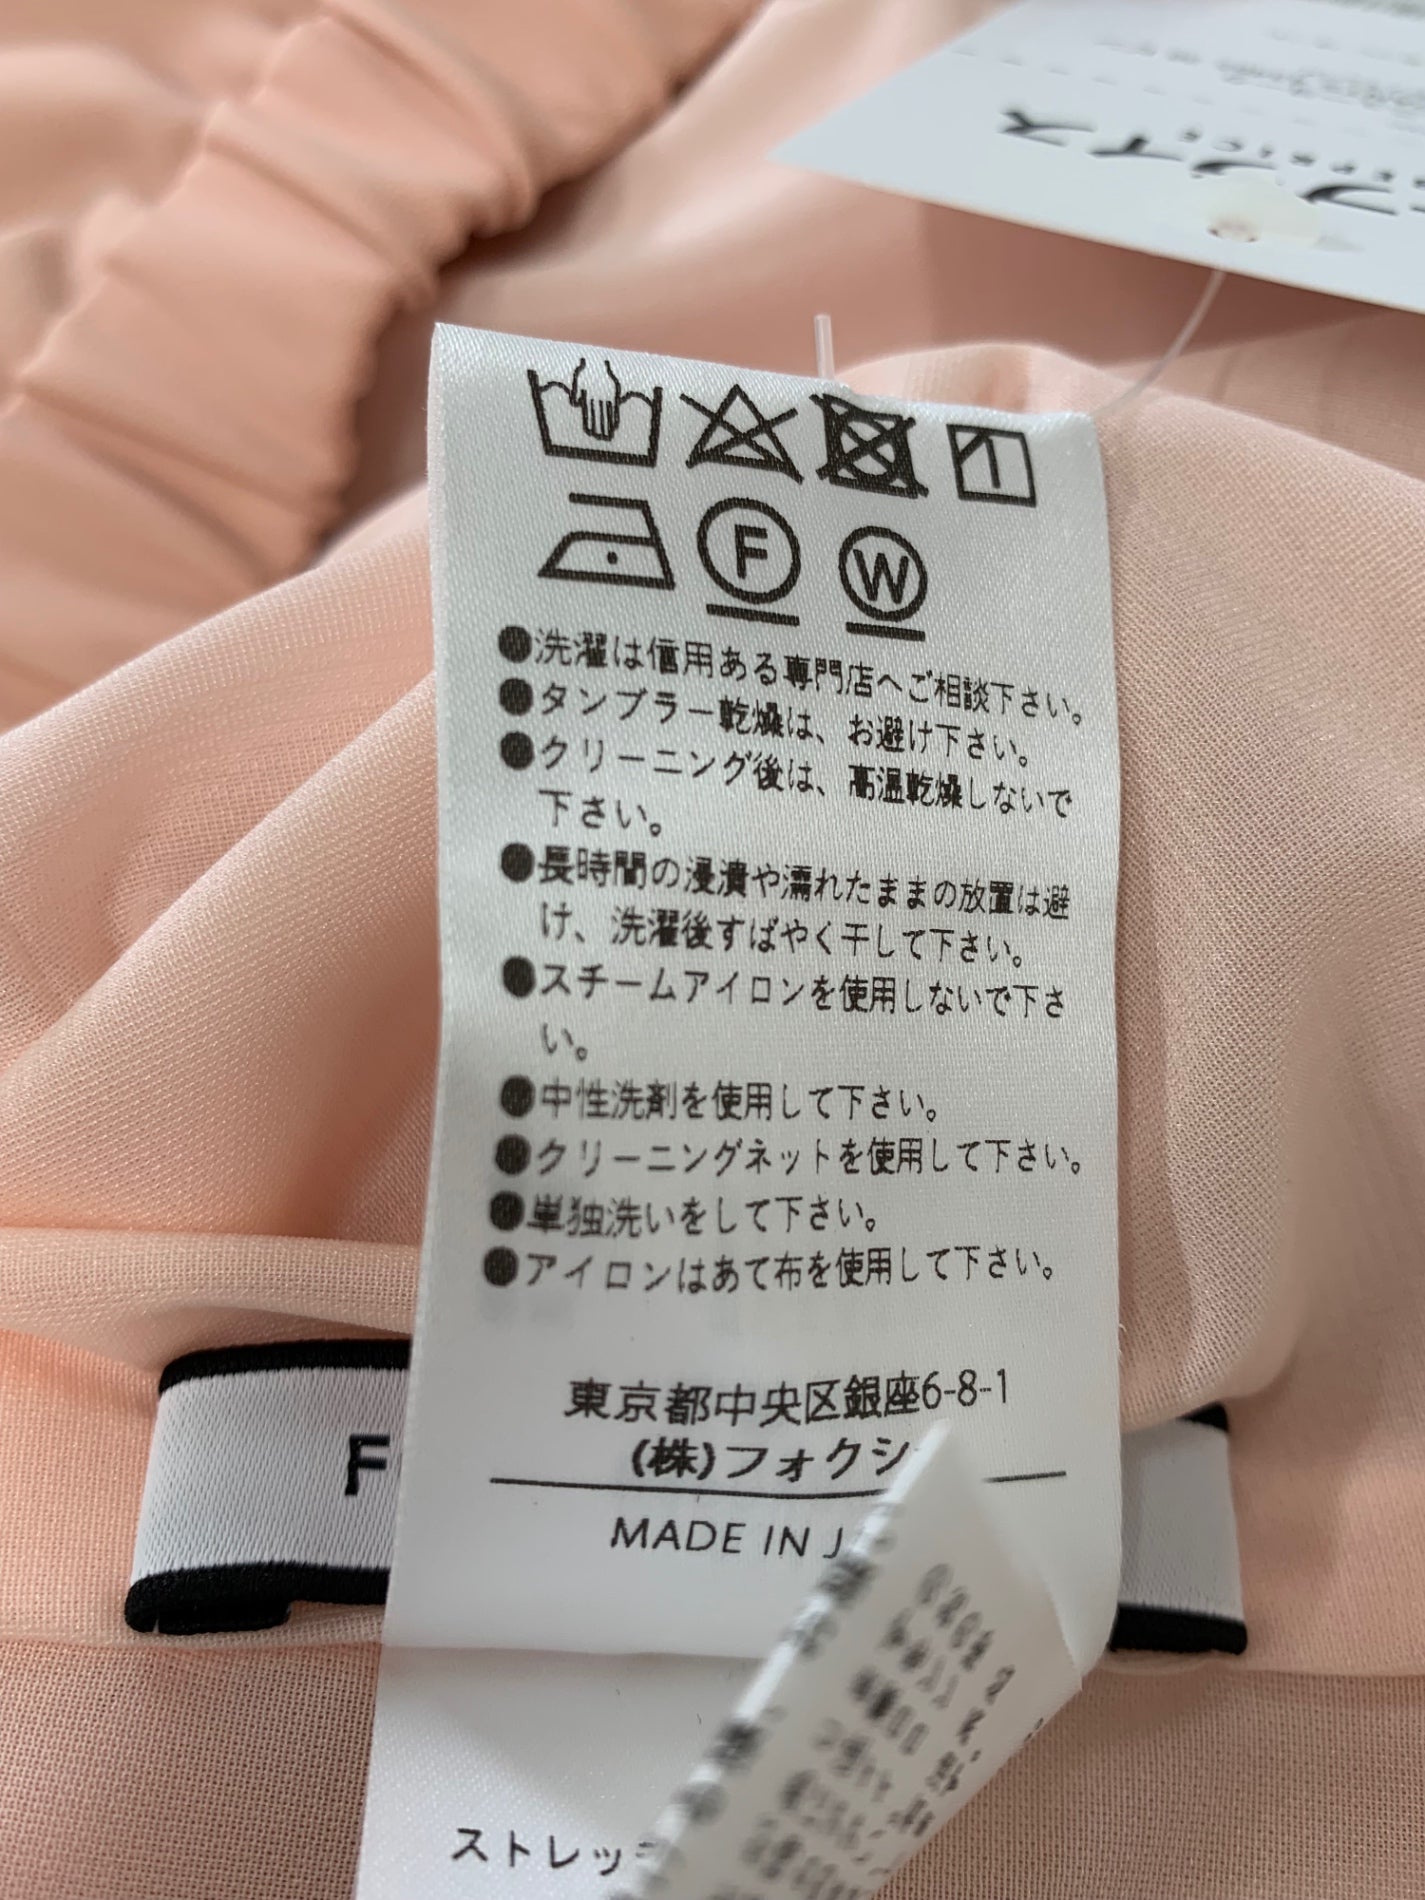 プライス
F
W
●洗濯は信用ある専門店へご相談下さい。
●タンブラー乾燥は、お避け下さい。
●クリーニング後は、高温乾燥しないで
下さい。
●長時間の浸漬や濡れたままの放置は避
け、洗濯後すばやく干して下さい。
●スチームアイロンを使用しないで下さ
い。
●中性洗剤を使用して下さい。
●クリーニングネットを使用して下さい。
●単独洗いをして下さい。
●アイロンはあて布を使用して下さい。
東京都中央区銀座6-8-1
(株)フォクシ
MADE IN J
F
ストレッ